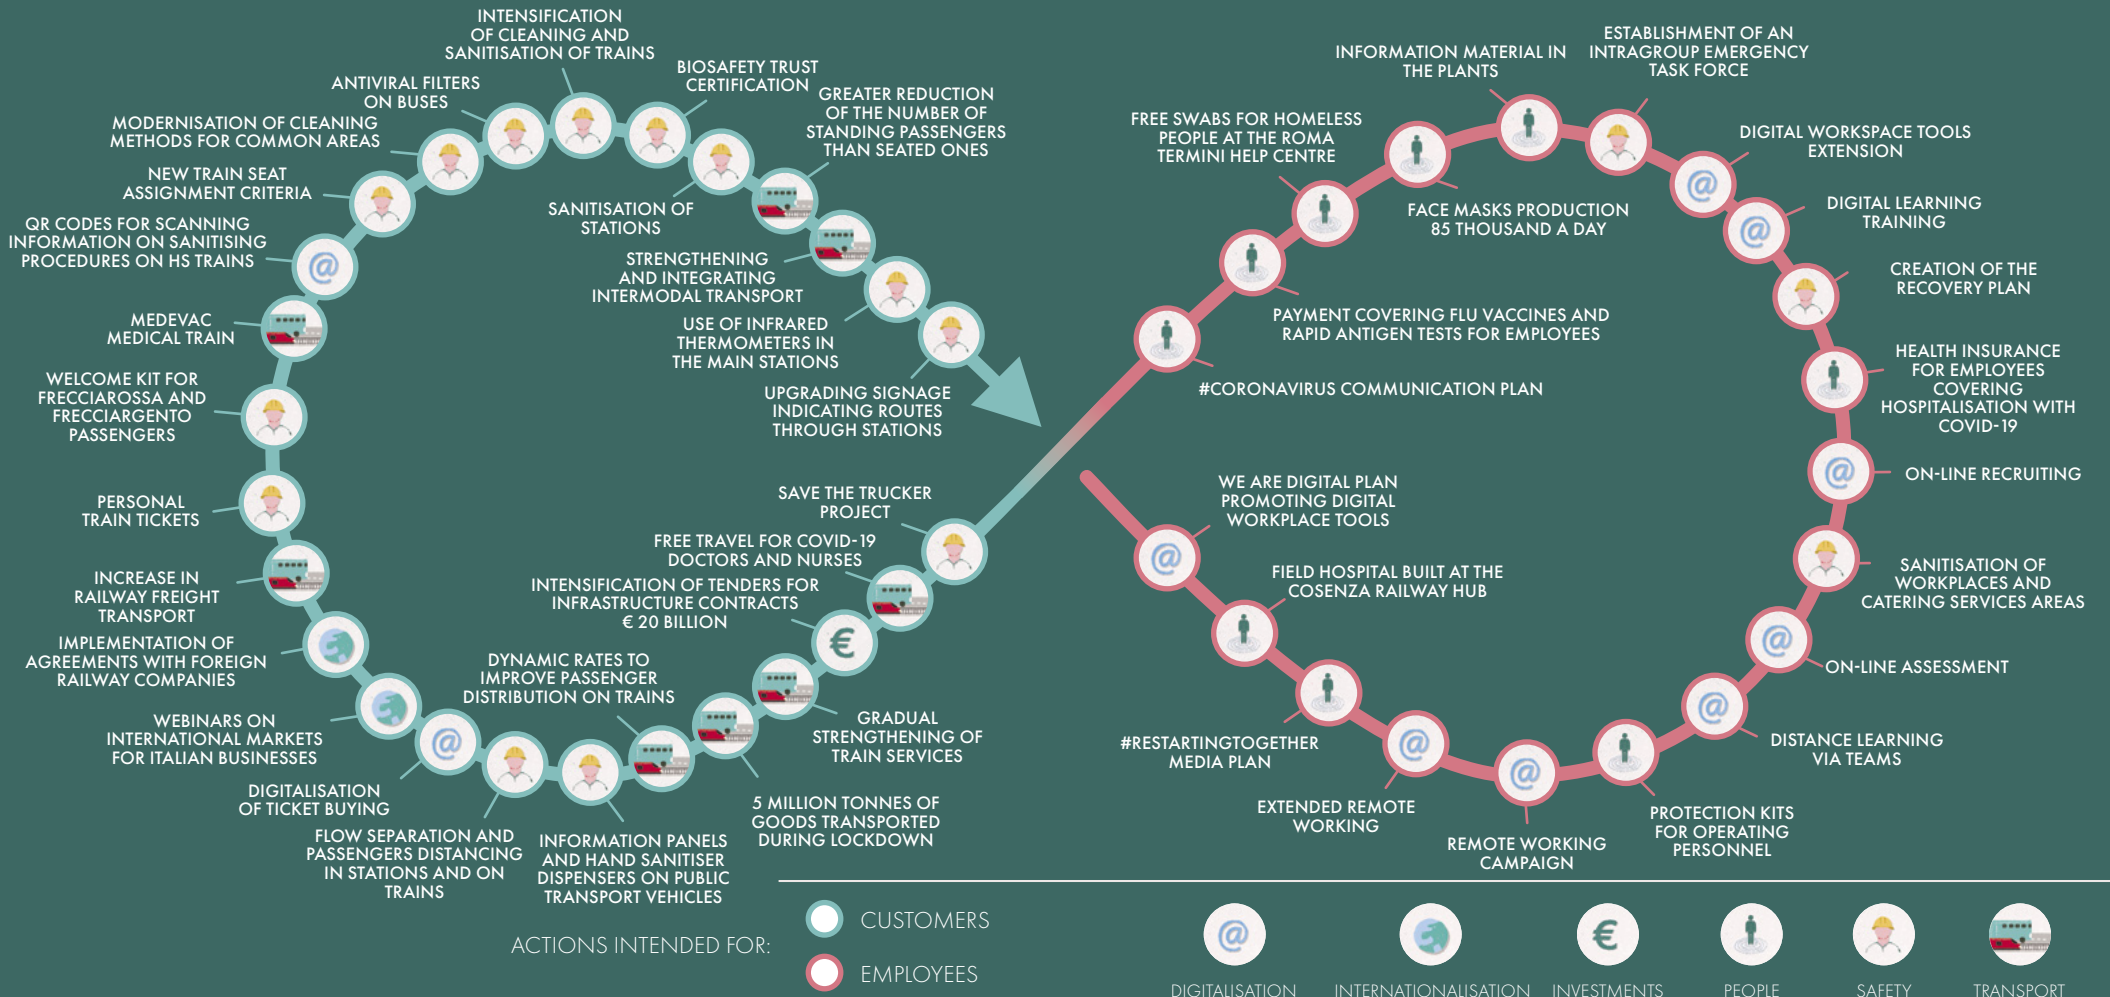 INTENSIFICATION
OF CLEANING AND
SANITISATION OF TRAINS
BIOSAFETY TRUST
CERTIFICATION
ANTIVIRAL FILTERS
ON BUSES
GREATER REDUCTION
OF THE NUMBER OF
STANDING PASSENGERS
THAN SEATED ONES
MODERNISATION OF CLEANING
METHODS FOR COMMON AREAS
NEW TRAIN SEAT
ASSIGNMENT CRITERIA
SANITISATION OF
STATIONS
QR CODES FOR SCANNING
INFORMATION ON SANITISING
PROCEDURES ON HS TRAINS
STRENGTHENING
AND INTEGRATING
INTERMODAL TRANSPORT
MEDEVAC
MEDICAL TRAIN
USE OF INFRARED
THERMOMETERS IN
THE MAIN STATIONS
WELCOME KIT FOR
FRECCIAROSSA AND
FRECCIARGENTO
PASSENGERS
UPGRADING SIGNAGE
INDICATING ROUTES
THROUGH STATIONS
PERSONAL
TRAIN TICKETS
SAVE THE TRUCKER
PROJECT
FREE TRAVEL FOR COVID-19
DOCTORS AND NURSES
INCREASE IN
RAILWAY FREIGHT
TRANSPORT
INTENSIFICATION OF TENDERS FOR
INFRASTRUCTURE CONTRACTS
€ 20 BILLION
IMPLEMENTATION OF
AGREEMENTS WITH FOREIGN
RAILWAY COMPANIES
DYNAMIC RATES TO
IMPROVE PASSENGER
DISTRIBUTION ON TRAINS
WEBINARS ON
INTERNATIONAL MARKETS
FOR ITALIAN BUSINESSES
GRADUAL
STRENGTHENING OF
TRAIN SERVICES
DIGITALISATION
OF TICKET BUYING
5 MILLION TONNES OF
GOODS TRANSPORTED
DURING LOCKDOWN
FLOW SEPARATION AND
PASSENGERS DISTANCING
IN STATIONS AND ON
TRAINS
INFORMATION PANELS
AND HAND SANITISER
DISPENSERS ON PUBLIC
TRANSPORT VEHICLES
ESTABLISHMENT OF AN
INTRAGROUP EMERGENCY
TASK FORCE
INFORMATION MATERIAL IN
THE PLANTS
FREE SWABS FOR HOMELESS
PEOPLE AT THE ROMA
TERMINI HELP CENTRE
DIGITAL WORKSPACE TOOLS
EXTENSION
FACE MASKS PRODUCTION
85 THOUSAND A DAY
DIGITAL LEARNING
TRAINING
CREATION OF THE
RECOVERY PLAN
PAYMENT COVERING FLU VACCINES AND
RAPID ANTIGEN TESTS FOR EMPLOYEES
HEALTH INSURANCE
FOR EMPLOYEES
COVERING
HOSPITALISATION WITH
COVID-19
#CORONAVIRUS COMMUNICATION PLAN
ON-LINE RECRUITING
WE ARE DIGITAL PLAN
PROMOTING DIGITAL
WORKPLACE TOOLS
FIELD HOSPITAL BUILT AT THE
COSENZA RAILWAY HUB
SANITISATION OF
WORKPLACES AND
CATERING SERVICES AREAS
ON-LINE ASSESSMENT
#RESTARTINGTOGETHER
MEDIA PLAN
DISTANCE LEARNING
VIA TEAMS
EXTENDED REMOTE
WORKING
REMOTE WORKING
CAMPAIGN
PROTECTION KITS
FOR OPERATING
PERSONNEL
ACTIONS INTENDED FOR:
CUSTOMERS
EMPLOYEES
DIGITALISATION
INTERNATIONALISATION
INVESTMENTS
PEOPLE
SAFETY
TRANSPORT